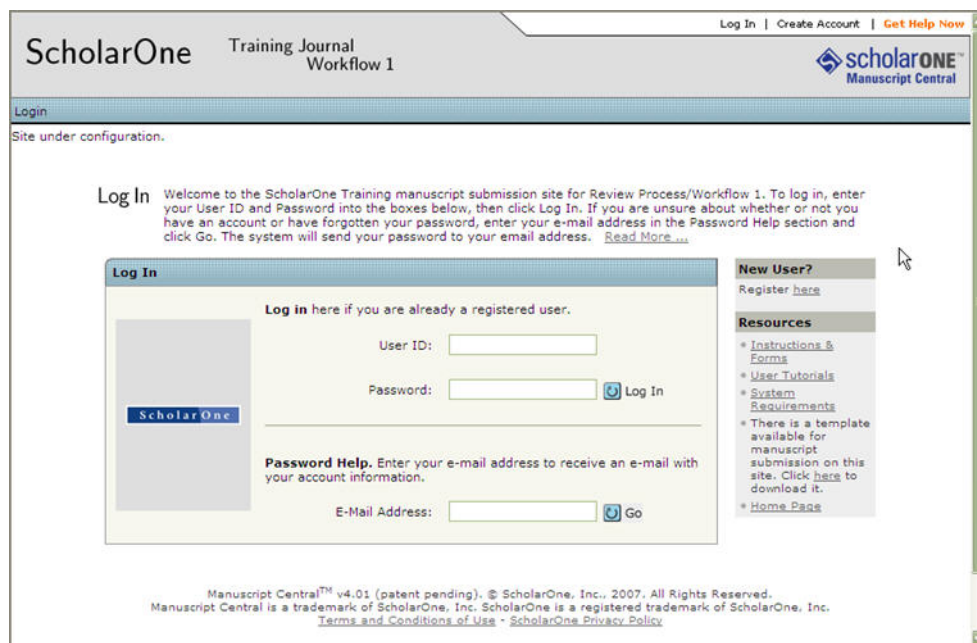 Log In | Create Account | Get Help Now
ScholarOne
Training Journal
Workflow 1
scholarONE™
Manuscript Central
Login
Site under configuration.
Log In
Welcome to the ScholarOne Training manuscript submission site for Review Process/Workflow 1. To log in, enter
your User ID and Password into the boxes below, then click Log In. If you are unsure about whether or not you
have an account or have forgotten your password, enter your e-mail address in the Password Help section and
click Go. The system will send your password to your email address. Read More ...
Log In
Log in here if you are already a registered user.
User ID:
Password:
Log In
ScholarOne
Password Help. Enter your e-mail address to receive an e-mail with
your account information.
E-Mail Address:
Go
New User?
Register here
Resources
Instructions &
Forms
User Tutorials
System
Requirements
There is a template
available for
manuscript
submission on this
site. Click here to
download it.
Home Page
Manuscript Central™ v4.01 (patent pending). © ScholarOne, Inc., 2007. All Rights Reserved.
Manuscript Central is a trademark of ScholarOne, Inc. ScholarOne is a registered trademark of ScholarOne, Inc.
Terms and Conditions of Use - ScholarOne Privacy Policy